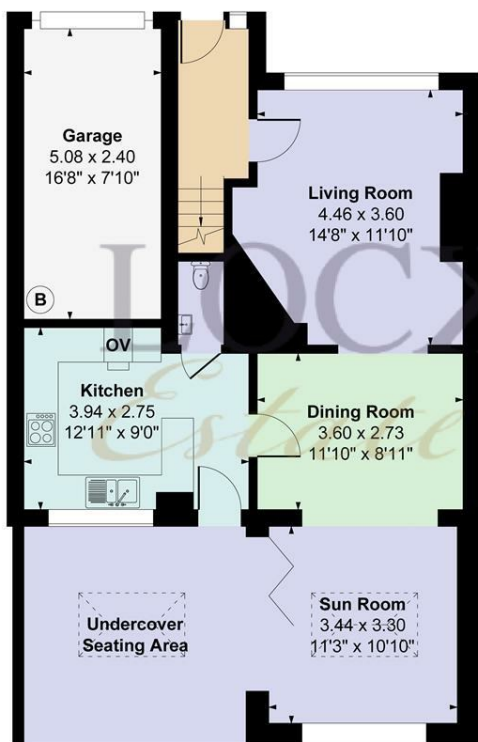 Garage
5.08 x 2.40
16'8" x 7'10"
Living Room
4.46 x 3.60
14'8" x 11'10"
B
LOCX
OV
Kitchen
3.94 x 2.75
12'11" x 9'0"
Estate
Dining Room
3.60 x 2.73
11'10" x 8'11"
Undercover
Seating Area
Sun Room
3.44 x 3.30
11'3" x 10'10"